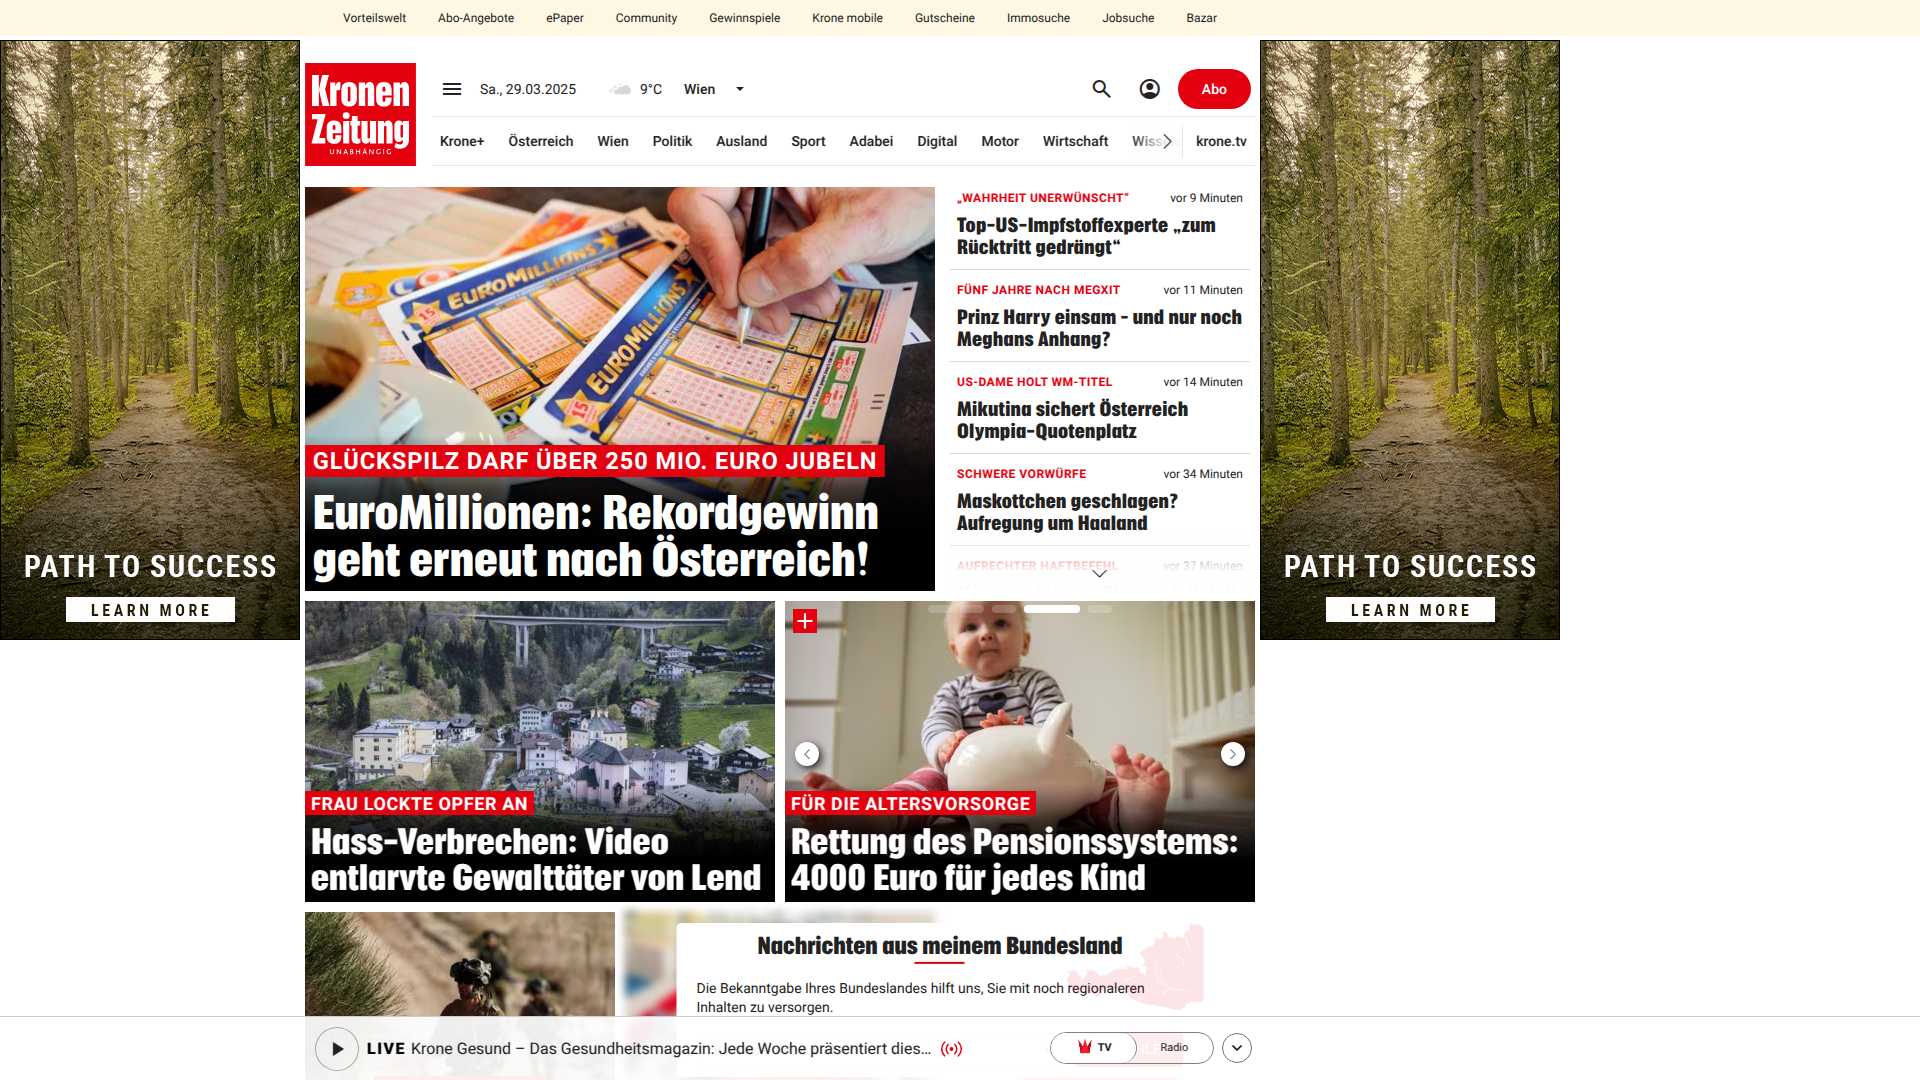 Vorteilswelt Abo-Angebote ePaper Community Gewinnspiele Krone mobile Gutscheine Immosuche Jobsuche Bazar
Kronen
Zeitung
UNABHÄNGIG
Sa., 29.03.2025 9°C Wien
Abo
Krone+ Österreich Wien Politik Ausland Sport Adabei Digital Motor Wirtschaft Wiss krone.tv
PATH TO SUCCESS
LEARN MORE
EUROMILLIONS
EUROMILLIONS
15
15
GLÜCKSPILZ DARF ÜBER 250 MIO. EURO JUBELN
EuroMillionen: Rekordgewinn
geht erneut nach Österreich!
„WAHRHEIT UNERWÜNSCHT“ vor 9 Minuten
Top-US-Impfstoffexperte „zum
Rücktritt gedrängt“
FÜNF JAHRE NACH MEGXIT vor 11 Minuten
Prinz Harry einsam – und nur noch
Meghans Anhang?
US-DAME HOLT WM-TITEL vor 14 Minuten
Mikutina sichert Österreich
Olympia-Quotenplatz
SCHWERE VORWÜRFE vor 34 Minuten
Maskottchen geschlagen?
Aufregung um Haaland
AUFRECHTER HAFTBEFEHL vor 37 Minuten
PATH TO SUCCESS
LEARN MORE
FRAU LOCKTE OPFER AN
Hass-Verbrechen: Video
entlarvte Gewalttäter von Lend
FÜR DIE ALTERSVORSORGE
Rettung des Pensionssystems:
4000 Euro für jedes Kind
Nachrichten aus meinem Bundesland
Die Bekanntgabe Ihres Bundeslandes hilft uns, Sie mit noch regionaleren
Inhalten zu versorgen.
LIVE Krone Gesund – Das Gesundheitsmagazin: Jede Woche präsentiert dies... TV Radio